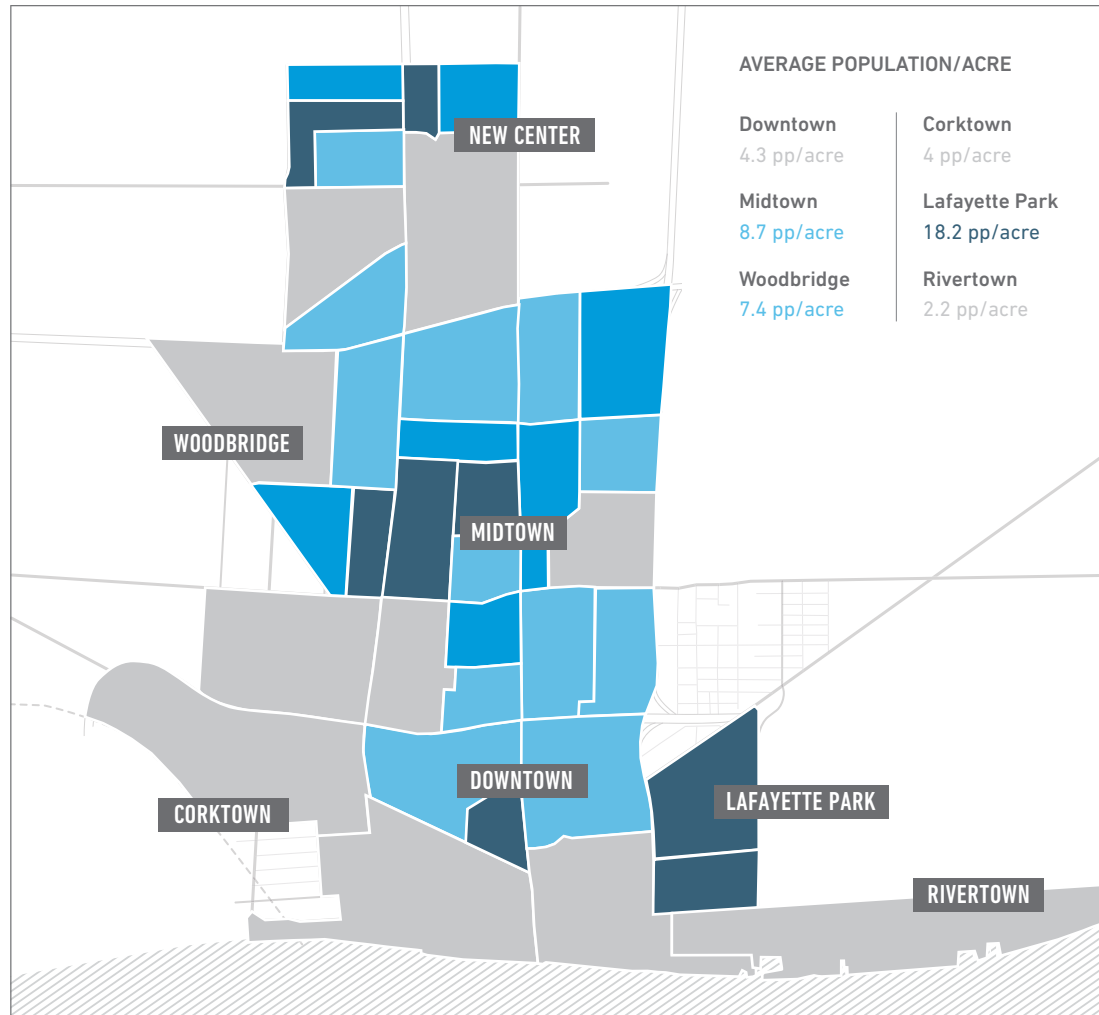 AVERAGE POPULATION/ACRE
Downtown
4.3 pp/acre
Midtown
8.7 pp/acre
Woodbridge
7.4 pp/acre
Corktown
4 pp/acre
Lafayette Park
18.2 pp/acre
Rivertown
2.2 pp/acre
NEW CENTER
WOODBRIDGE
MIDTOWN
DOWNTOWN
CORKTOWN
LAFAYETTE PARK
RIVERTOWN